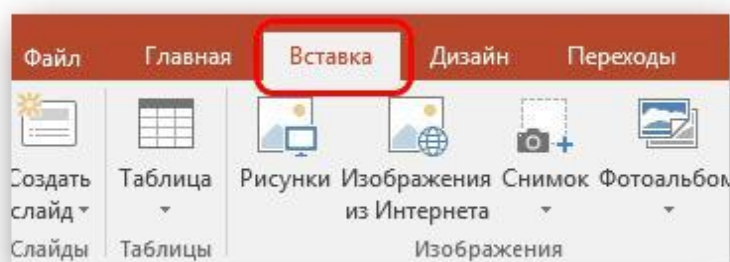 Файл Главная Вставка Дизайн Переходы
Создать Таблица Рисунки Изображения Снимок Фотоальбом
слайд из Интернета
Слайды Таблицы Изображения